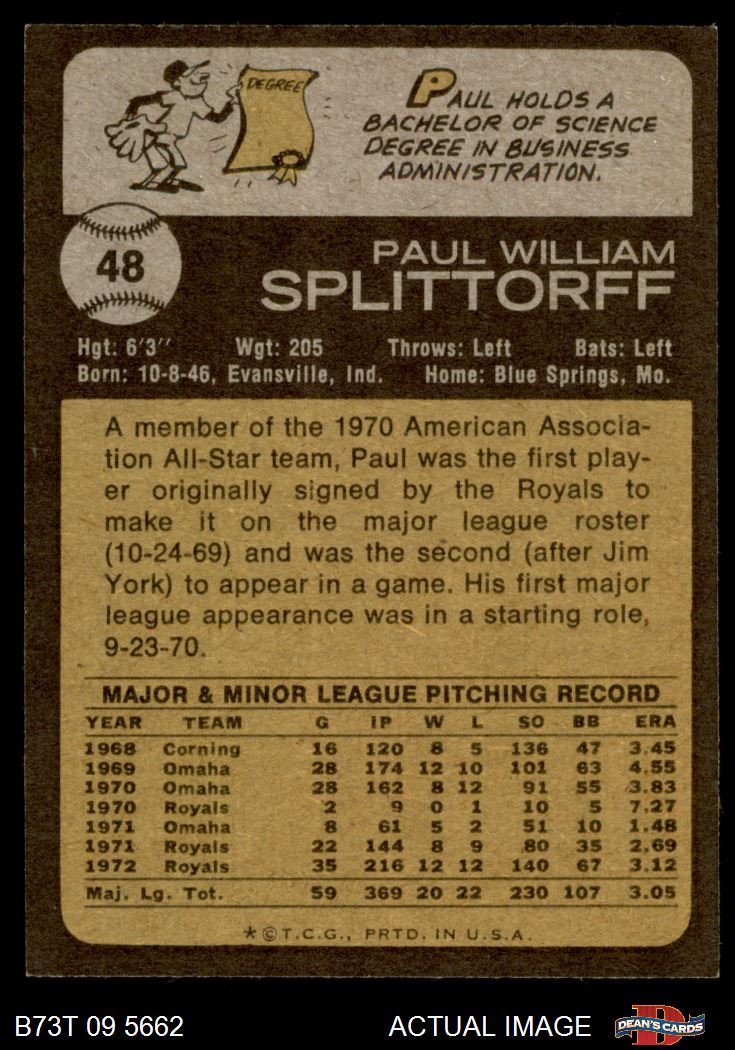 DEGREE
PAUL HOLDS A
BACHELOR OF SCIENCE
DEGREE IN BUSINESS
ADMINISTRATION.
48
PAUL WILLIAM
SPLITTORFF
Hgt: 6'3" Wgt: 205 Throws: Left Bats: Left
Born: 10-8-46, Evansville, Ind. Home: Blue Springs, Mo.
A member of the 1970 American Associa-
tion All-Star team, Paul was the first play-
er originally signed by the Royals to
make it on the major league roster
(10-24-69) and was the second (after Jim
York) to appear in a game. His first major
league appearance was in a starting role,
9-23-70.
MAJOR & MINOR LEAGUE PITCHING RECORD
YEAR TEAM G IP W L SO BB ERA
1968 Corning 16 120 8 5 136 47 3.45
1969 Omaha 28 174 12 10 101 63 4.55
1970 Omaha 28 162 8 12 91 55 3.83
1970 Royals 2 9 0 1 10 5 7.27
1971 Omaha 8 61 5 2 51 10 1.48
1971 Royals 22 144 8 9 80 35 2.69
1972 Royals 35 216 12 12 140 67 3.12
Maj. Lg. Tot. 59 369 20 22 230 107 3.05
*©T.C.G., PRTD. IN U.S.A.
B73T 09 5662 ACTUAL IMAGE DEAN'S CARDS